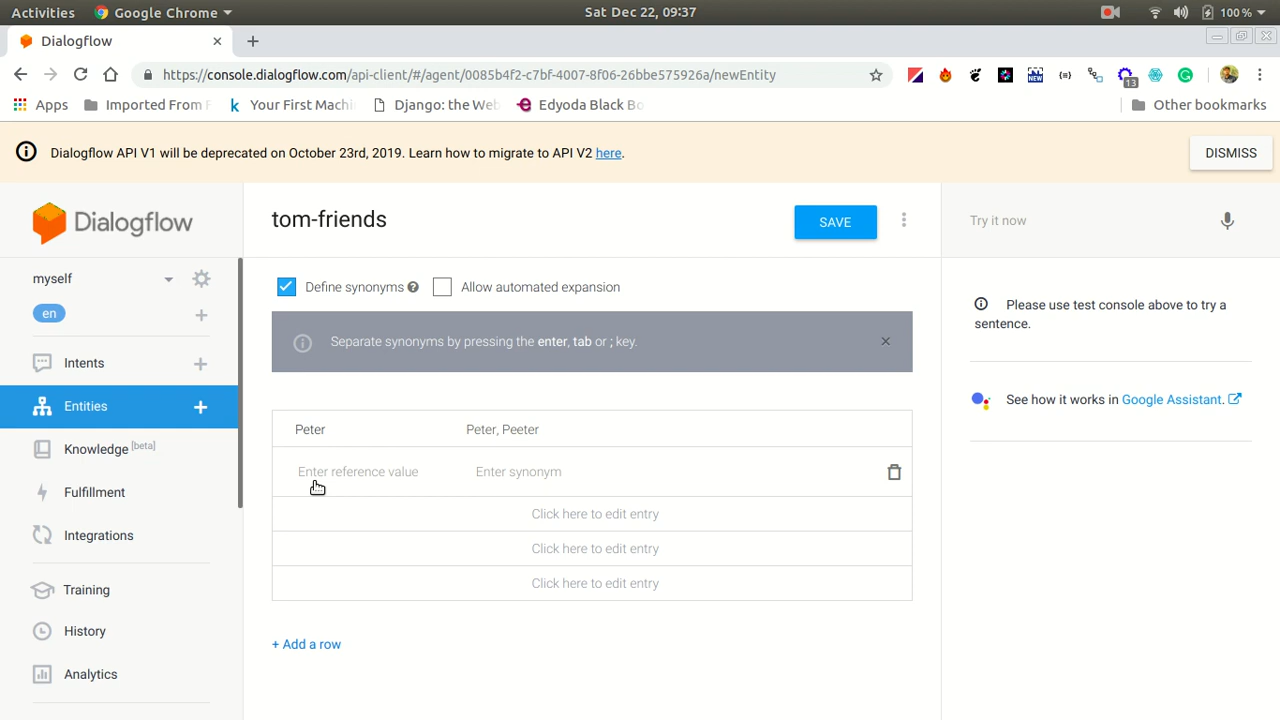 Activities Google Chrome Sat Dec 22, 09:37 100 %
Dialogflow
https://console.dialogflow.com/api-client/#/agent/0085b4f2-c7bf-4007-8f06-26bbe575926a/newEntity
13
Apps Imported From F Your First Machi Django: the Web Edyoda Black Bo Other bookmarks
Dialogflow API V1 will be deprecated on October 23rd, 2019. Learn how to migrate to API V2 here. DISMISS
Dialogflow
tom-friends SAVE Try it now
myself
Define synonyms Allow automated expansion
en
Please use test console above to try a sentence.
Separate synonyms by pressing the enter, tab or ; key.
Intents
Entities
See how it works in Google Assistant.
Peter Peter, Peeter
Knowledge [beta]
Enter reference value Enter synonym
Fulfillment
Click here to edit entry
Integrations
Click here to edit entry
Click here to edit entry
Training
History
+ Add a row
Analytics